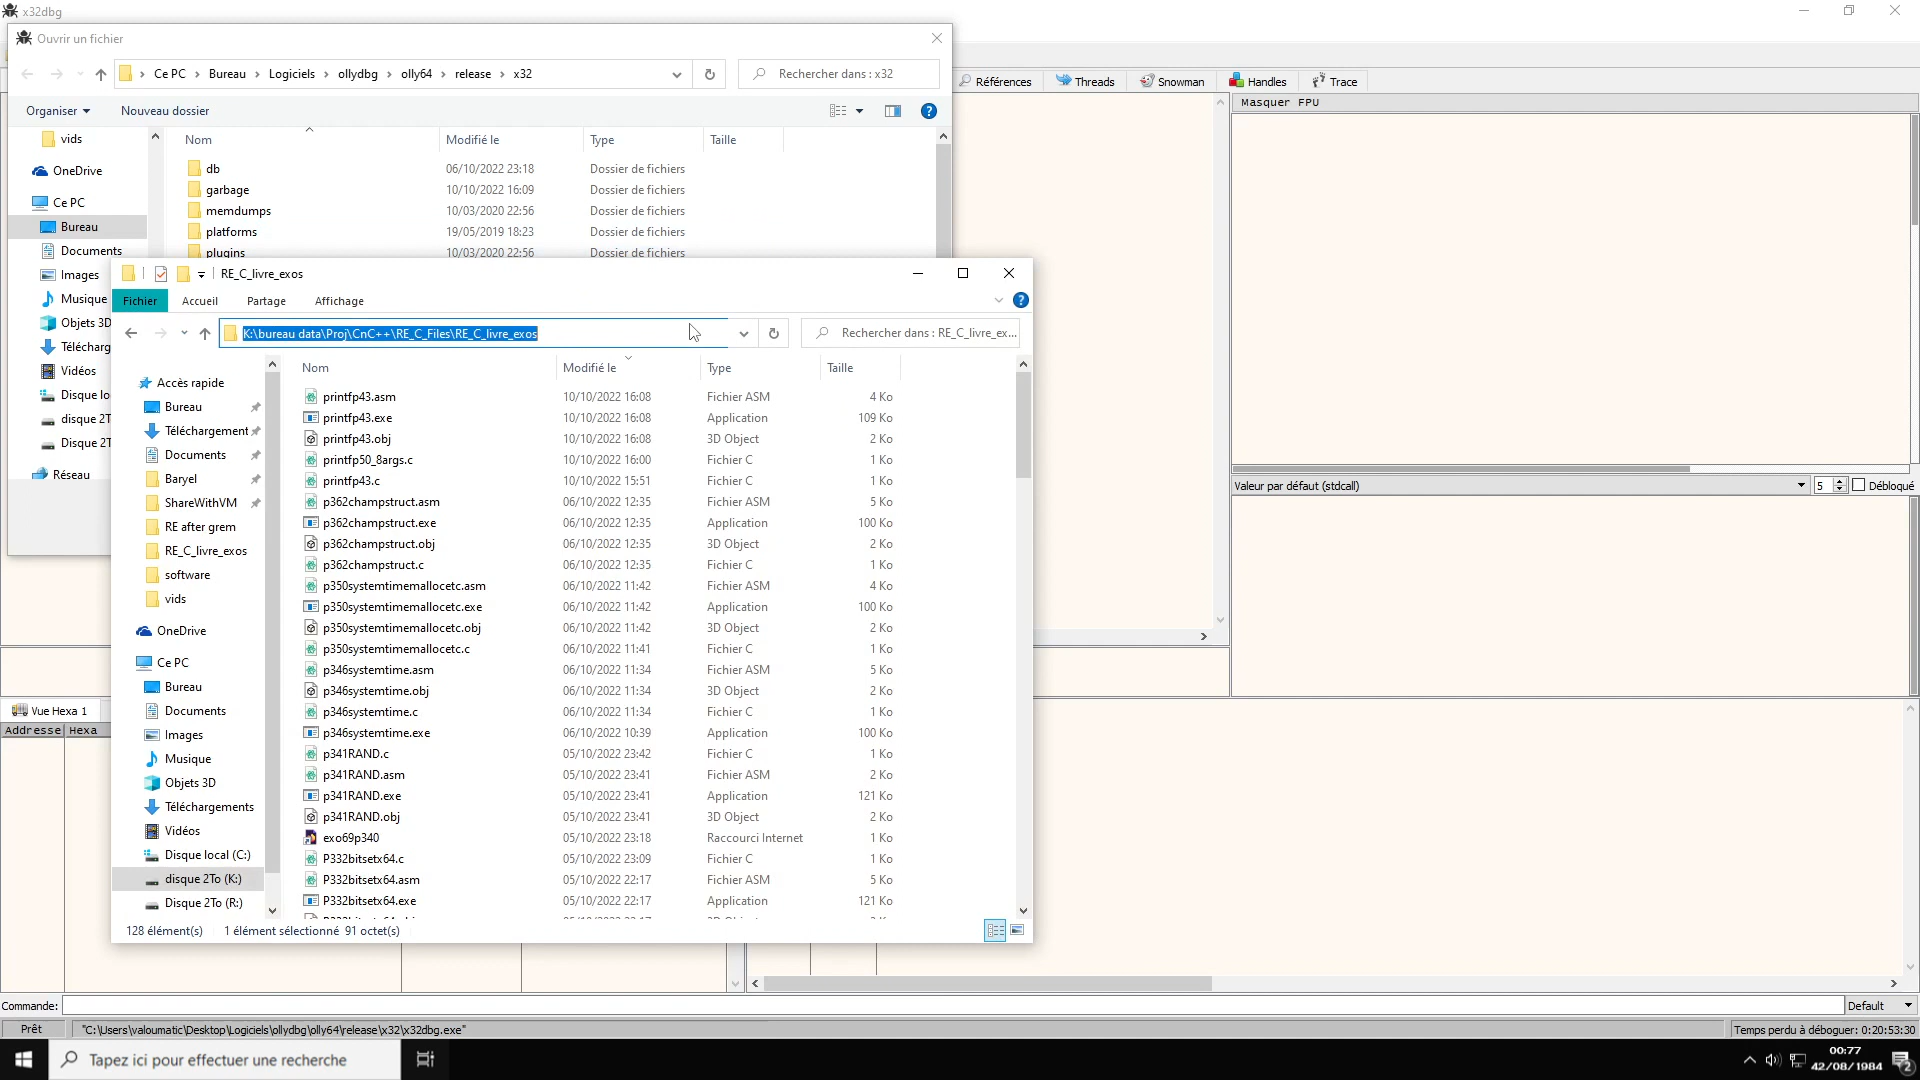 x32dbg
Ouvrir un fichier
Ce PC › Bureau › Logiciels › ollydbg › olly64 › release › x32
Rechercher dans : x32
Organiser
Nouveau dossier
Nom
Modifié le
Type
Taille
vids
OneDrive
Ce PC
Bureau
Documents
Images
Musique
Objets 3D
Télécharg
Vidéos
Disque lo
disque 2T
Disque 2T
Réseau
db 06/10/2022 23:18 Dossier de fichiers
garbage 10/10/2022 16:09 Dossier de fichiers
memdumps 10/03/2020 22:56 Dossier de fichiers
platforms 19/05/2019 18:23 Dossier de fichiers
plugins 10/03/2020 22:56 Dossier de fichiers
Références
Threads
Snowman
Handles
Trace
Masquer FPU
Valeur par défaut (stdcall)
5
Débloqué
RE_C_livre_exos
Fichier
Accueil
Partage
Affichage
K:\bureau data\Proj\CnC++\RE_C_Files\RE_C_livre_exos
Rechercher dans : RE_C_livre_ex...
Accès rapide
Bureau
Téléchargement
Documents
Baryel
ShareWithVM
RE after grem
RE_C_livre_exos
software
vids
OneDrive
Ce PC
Bureau
Documents
Images
Musique
Objets 3D
Téléchargements
Vidéos
Disque local (C:)
disque 2To (K:)
Disque 2To (R:)
Nom Modifié le Type Taille
printfp43.asm 10/10/2022 16:08 Fichier ASM 4 Ko
printfp43.exe 10/10/2022 16:08 Application 109 Ko
printfp43.obj 10/10/2022 16:08 3D Object 2 Ko
printfp50_8args.c 10/10/2022 16:00 Fichier C 1 Ko
printfp43.c 10/10/2022 15:51 Fichier C 1 Ko
p362champstruct.asm 06/10/2022 12:35 Fichier ASM 5 Ko
p362champstruct.exe 06/10/2022 12:35 Application 100 Ko
p362champstruct.obj 06/10/2022 12:35 3D Object 2 Ko
p362champstruct.c 06/10/2022 12:35 Fichier C 1 Ko
p350systemtimemallocetc.asm 06/10/2022 11:42 Fichier ASM 4 Ko
p350systemtimemallocetc.exe 06/10/2022 11:42 Application 100 Ko
p350systemtimemallocetc.obj 06/10/2022 11:42 3D Object 2 Ko
p350systemtimemallocetc.c 06/10/2022 11:41 Fichier C 1 Ko
p346systemtime.asm 06/10/2022 11:34 Fichier ASM 5 Ko
p346systemtime.obj 06/10/2022 11:34 3D Object 2 Ko
p346systemtime.c 06/10/2022 11:34 Fichier C 1 Ko
p346systemtime.exe 06/10/2022 10:39 Application 100 Ko
p341RAND.c 05/10/2022 23:42 Fichier C 1 Ko
p341RAND.asm 05/10/2022 23:41 Fichier ASM 2 Ko
p341RAND.exe 05/10/2022 23:41 Application 121 Ko
p341RAND.obj 05/10/2022 23:41 3D Object 2 Ko
exo69p340 05/10/2022 23:18 Raccourci Internet 1 Ko
P332bitsetx64.c 05/10/2022 23:09 Fichier C 1 Ko
P332bitsetx64.asm 05/10/2022 22:17 Fichier ASM 5 Ko
P332bitsetx64.exe 05/10/2022 22:17 Application 121 Ko
128 élément(s) 1 élément sélectionné 91 octet(s)
Vue Hexa 1
Addresse Hexa
Commande:
Default
Prêt
"C:\Users\valoumatic\Desktop\Logiciels\ollydbg\olly64\release\x32\x32dbg.exe"
Temps perdu à déboguer: 0:20:53:30
Tapez ici pour effectuer une recherche
00:77
42/08/1984
2